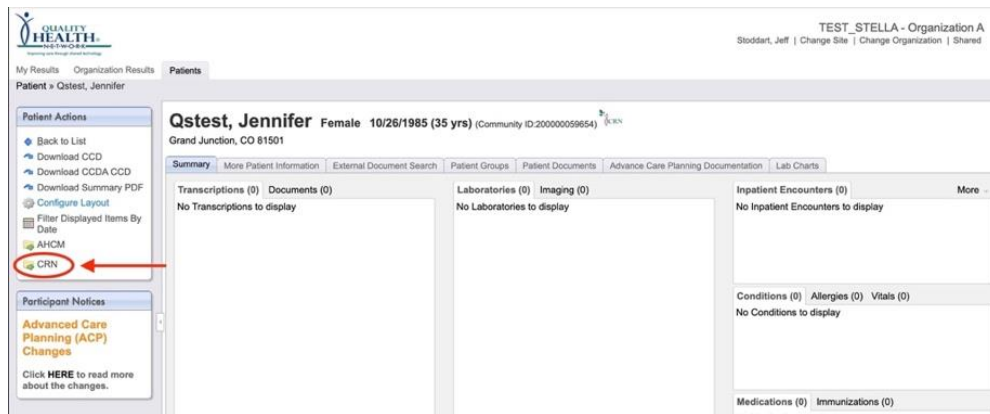 QUALITY
HEALTH
NETWORK
Improving care through shared technology
TEST_STELLA - Organization A
Stoddart, Jeff | Change Site | Change Organization | Shared
My Results Organization Results Patients
Patient » Qstest, Jennifer
Patient Actions
Back to List
Download CCD
Download CCDA CCD
Download Summary PDF
Configure Layout
Filter Displayed Items By
Date
AHCM
CRN
Participant Notices
Advanced Care
Planning (ACP)
Changes
Click HERE to read more
about the changes.
Qstest, Jennifer Female 10/26/1985 (35 yrs) (Community ID:200000059654) CRN
Grand Junction, CO 81501
Summary More Patient Information External Document Search Patient Groups Patient Documents Advance Care Planning Documentation Lab Charts
Transcriptions (0) Documents (0)
No Transcriptions to display
Laboratories (0) Imaging (0)
No Laboratories to display
Inpatient Encounters (0) More
No Inpatient Encounters to display
Conditions (0) Allergies (0) Vitals (0)
No Conditions to display
Medications (0) Immunizations (0)